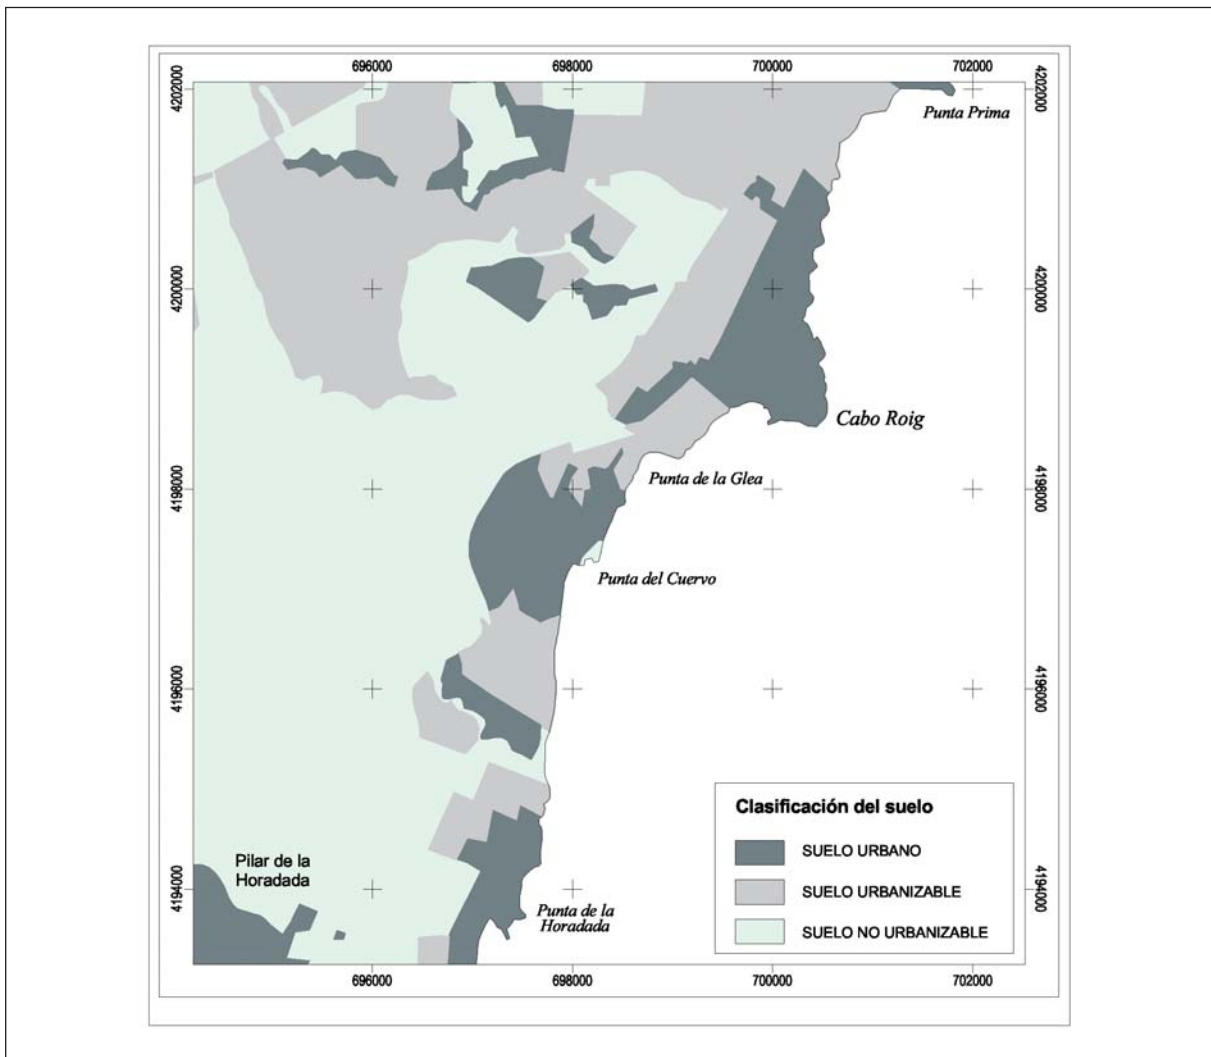 696000
698000
700000
702000
4202000
4202000
Punta Prima
4200000
4200000
Cabo Roig
4198000
4198000
Punta de la Glea
Punta del Cuervo
4196000
4196000
Clasificación del suelo
SUELO URBANO
SUELO URBANIZABLE
SUELO NO URBANIZABLE
Pilar de la
Horadada
4194000
4194000
Punta de la
Horadada
696000
698000
700000
702000